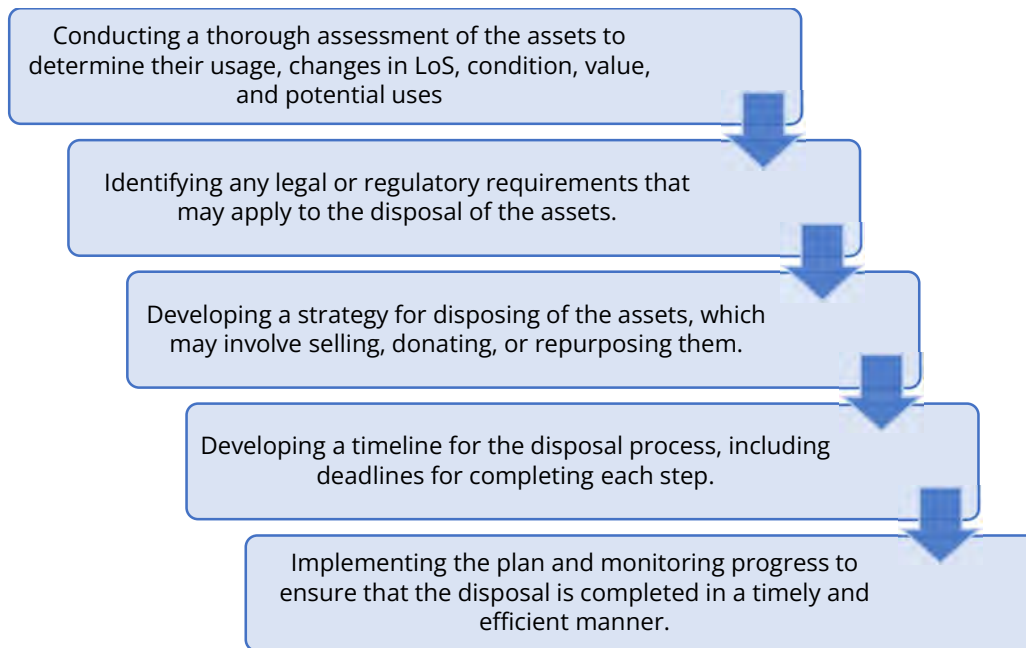 Conducting a thorough assessment of the assets to
determine their usage, changes in LoS, condition, value,
and potential uses
Identifying any legal or regulatory requirements that
may apply to the disposal of the assets.
Developing a strategy for disposing of the assets, which
may involve selling, donating, or repurposing them.
Developing a timeline for the disposal process, including
deadlines for completing each step.
Implementing the plan and monitoring progress to
ensure that the disposal is completed in a timely and
efficient manner.